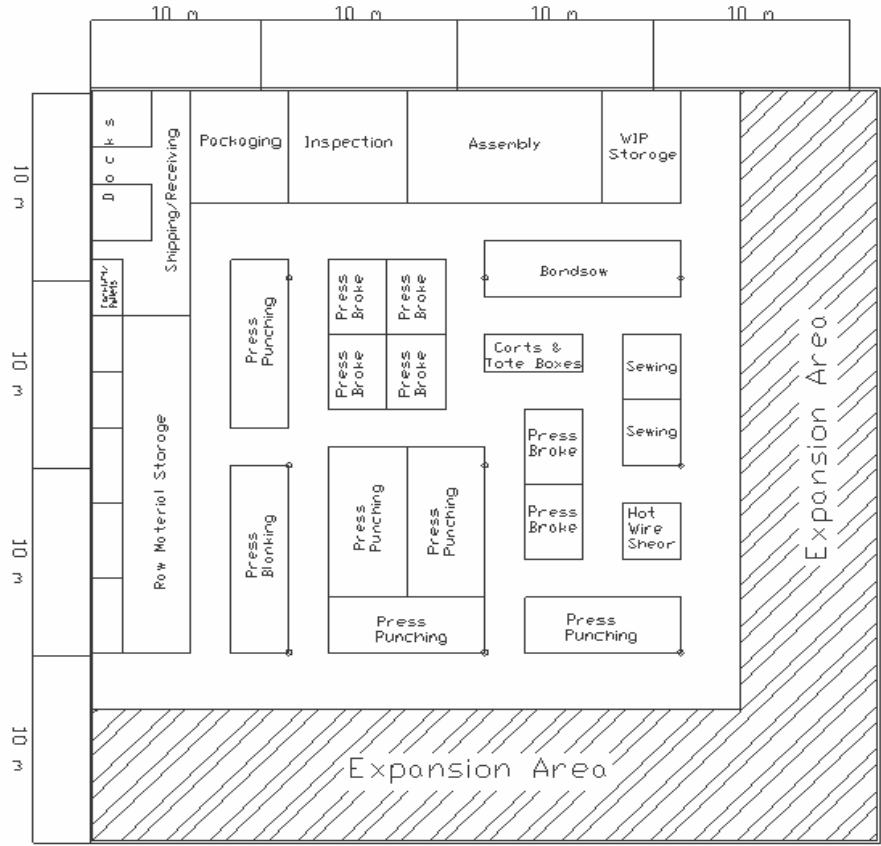 10 m
10 m
10 m
10 m
10 m
10 m
10 m
10 m
Docks
Shipping/Receiving
Packaging
Inspection
Assembly
WIP
Storage
Pallets
Raw Material Storage
Press
Punching
Press
Brake
Press
Brake
Press
Brake
Press
Brake
Bandsaw
Carts &
Tote Boxes
Sewing
Sewing
Press
Brake
Press
Brake
Hot
Wire
Shear
Press
Blanking
Press
Punching
Press
Punching
Press
Punching
Press
Punching
Expansion Area
Expansion Area